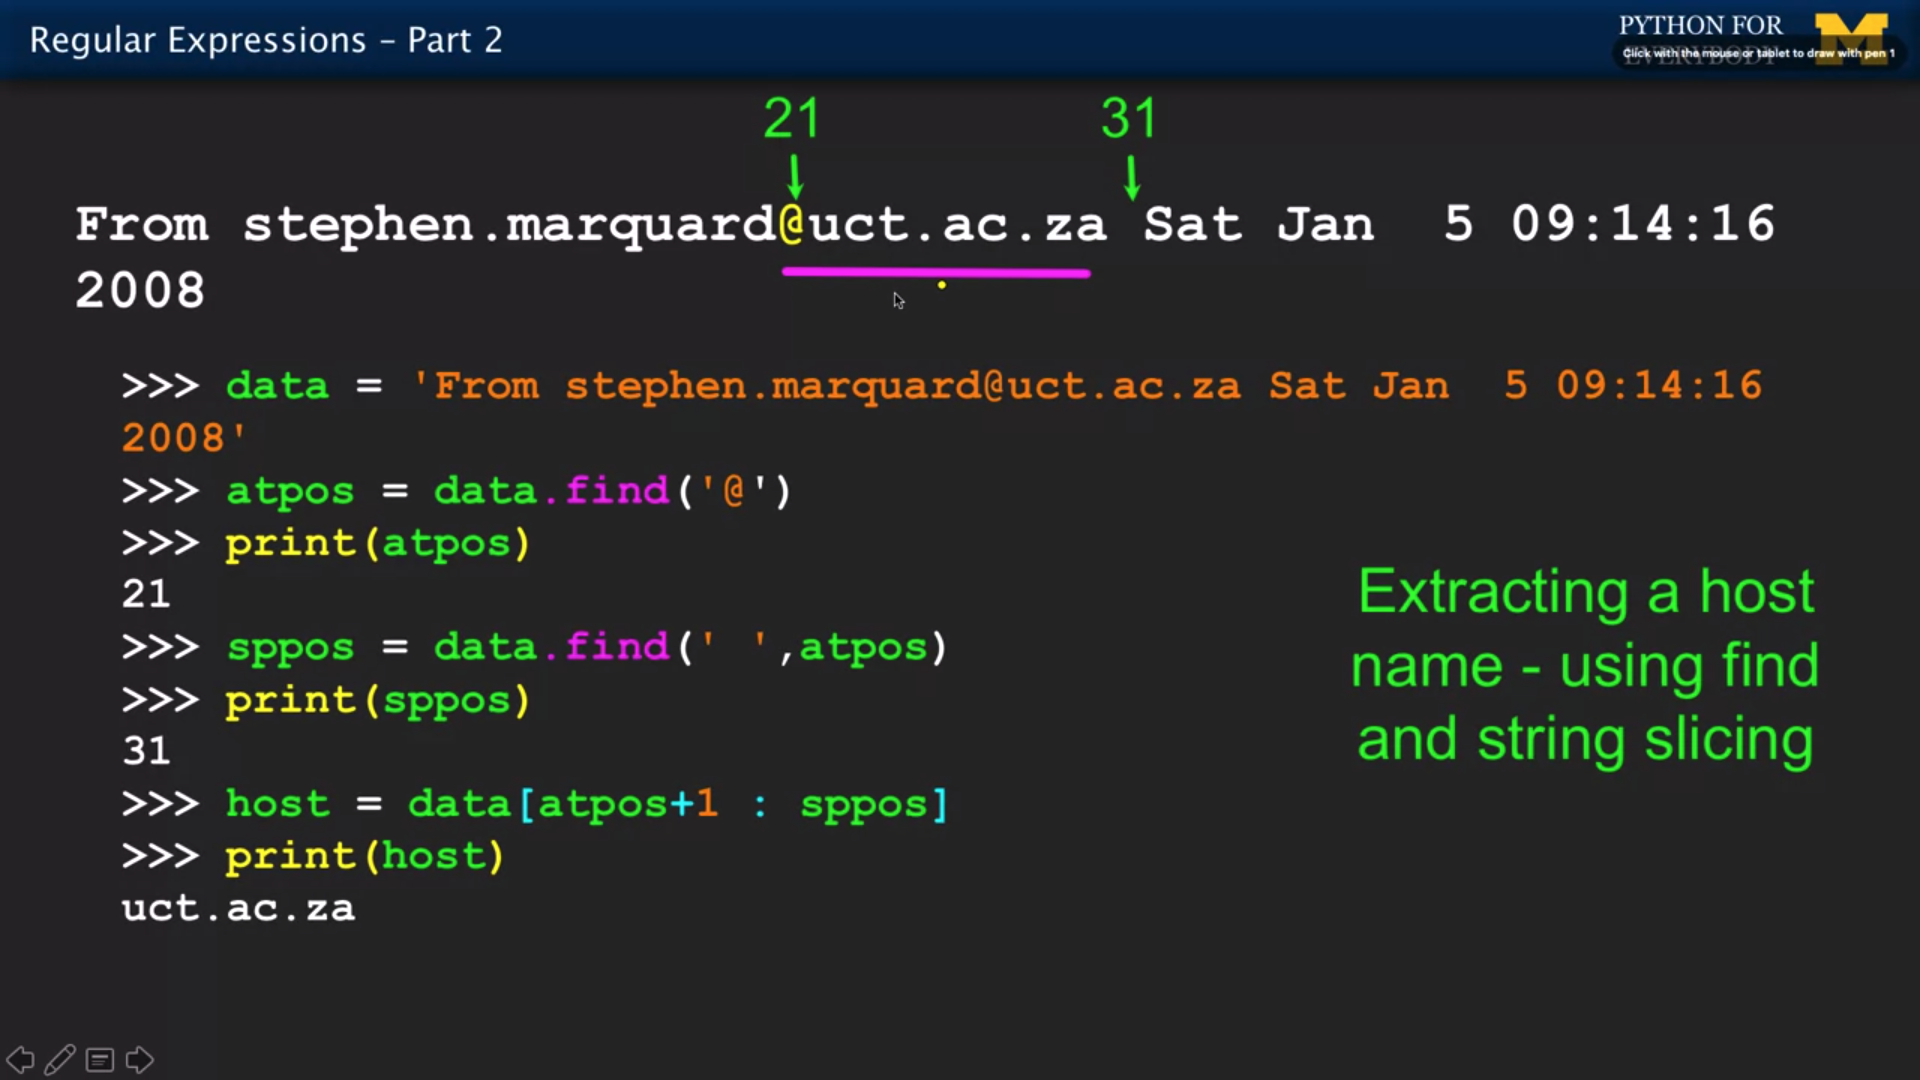 Regular Expressions – Part 2
PYTHON FOR
EVERYBODY
Click with the mouse or tablet to draw with pen 1
21 31
From stephen.marquard@uct.ac.za Sat Jan  5 09:14:16
2008
>>> data = 'From stephen.marquard@uct.ac.za Sat Jan  5 09:14:16
2008'
>>> atpos = data.find('@')
>>> print(atpos)
21
>>> sppos = data.find(' ',atpos)
>>> print(sppos)
31
>>> host = data[atpos+1 : sppos]
>>> print(host)
uct.ac.za
Extracting a host
name - using find
and string slicing